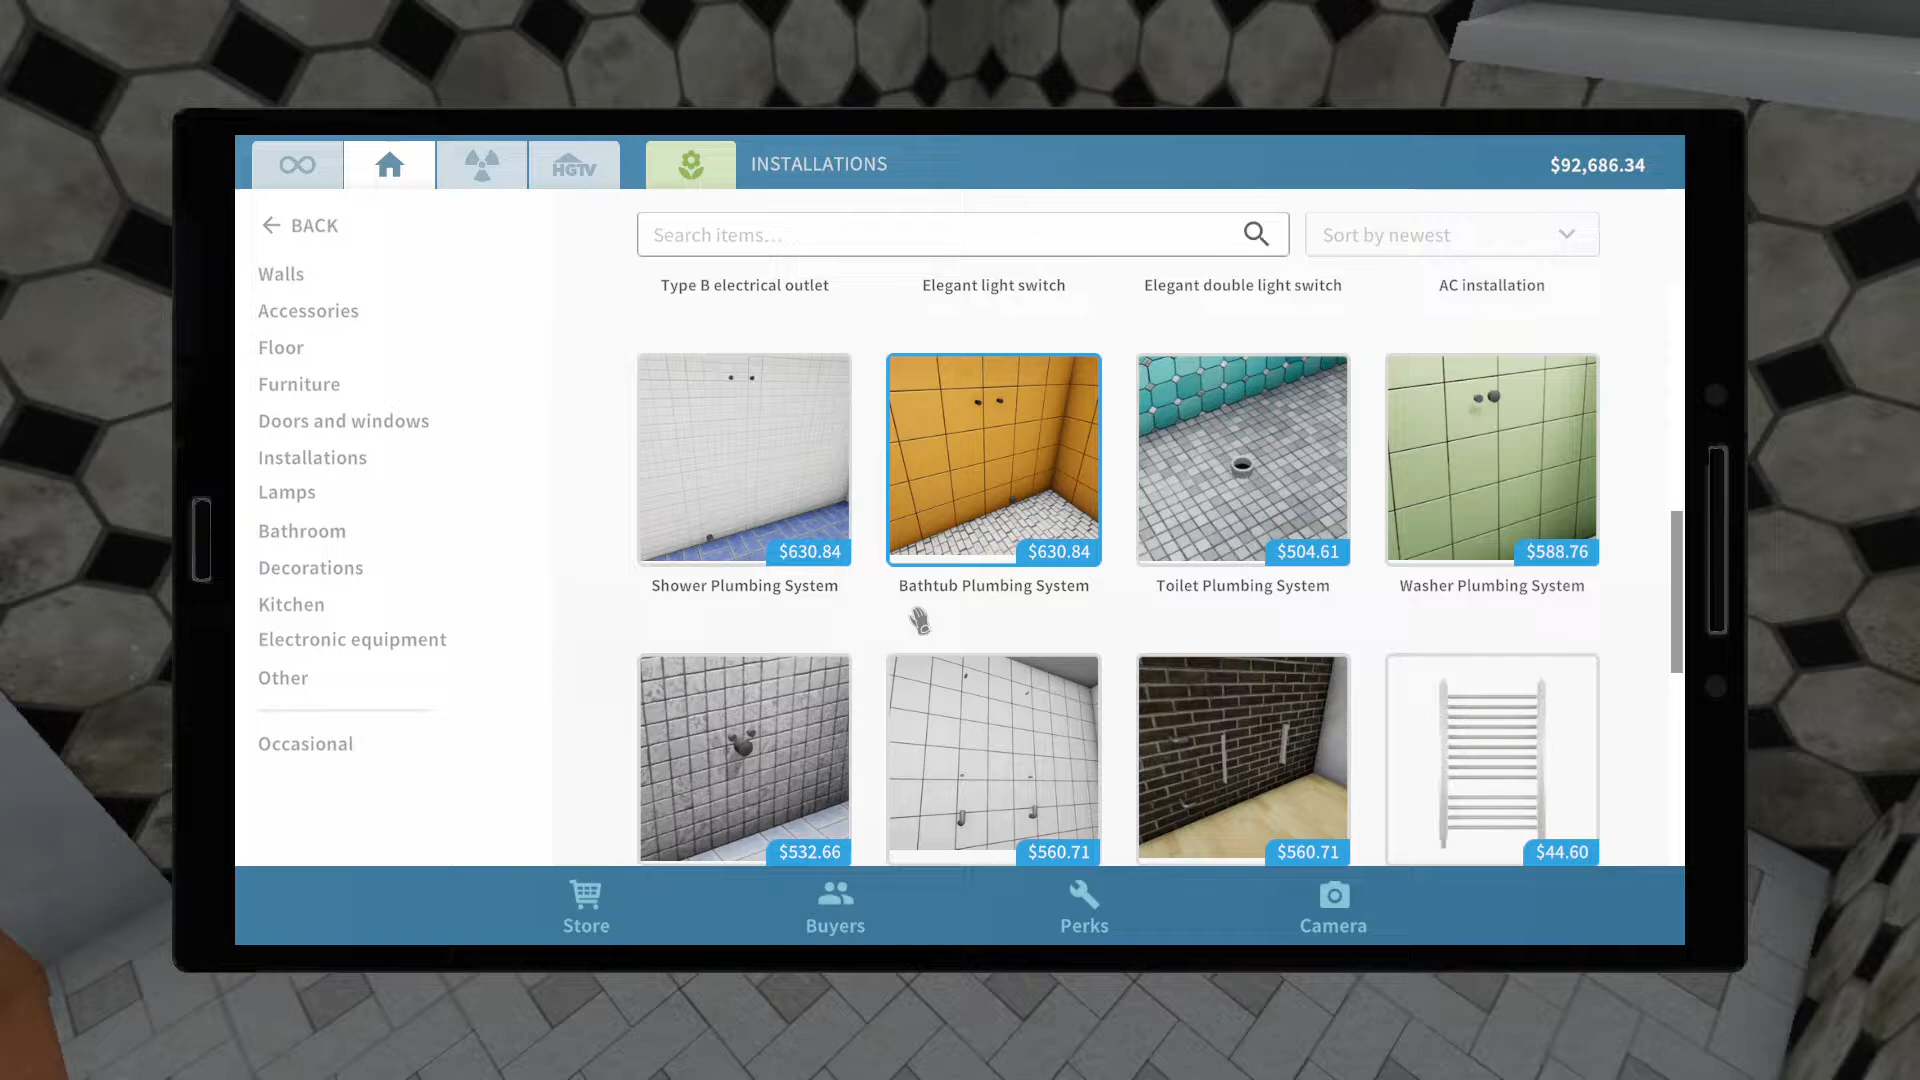 HGTV
INSTALLATIONS
$92,686.34
BACK
Search items...
Sort by newest
Walls
Accessories
Floor
Furniture
Doors and windows
Installations
Lamps
Bathroom
Decorations
Kitchen
Electronic equipment
Other
Occasional
Type B electrical outlet
Elegant light switch
Elegant double light switch
AC installation
$630.84
$630.84
$504.61
$588.76
Shower Plumbing System
Bathtub Plumbing System
Toilet Plumbing System
Washer Plumbing System
$532.66
$560.71
$560.71
$44.60
Store
Buyers
Perks
Camera